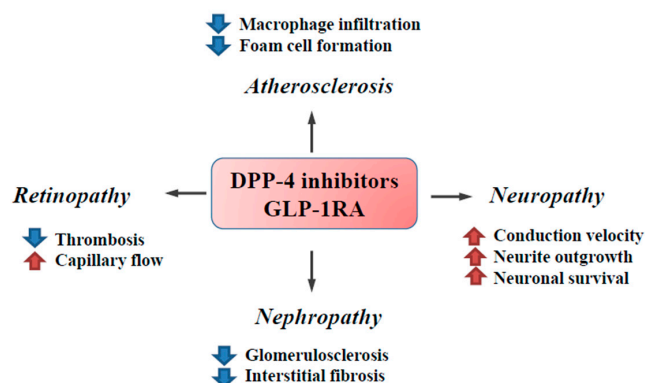 Macrophage infiltration
Foam cell formation
Atherosclerosis
DPP-4 inhibitors
GLP-1RA
Retinopathy
Thrombosis
Capillary flow
Neuropathy
Conduction velocity
Neurite outgrowth
Neuronal survival
Nephropathy
Glomerulosclerosis
Interstitial fibrosis